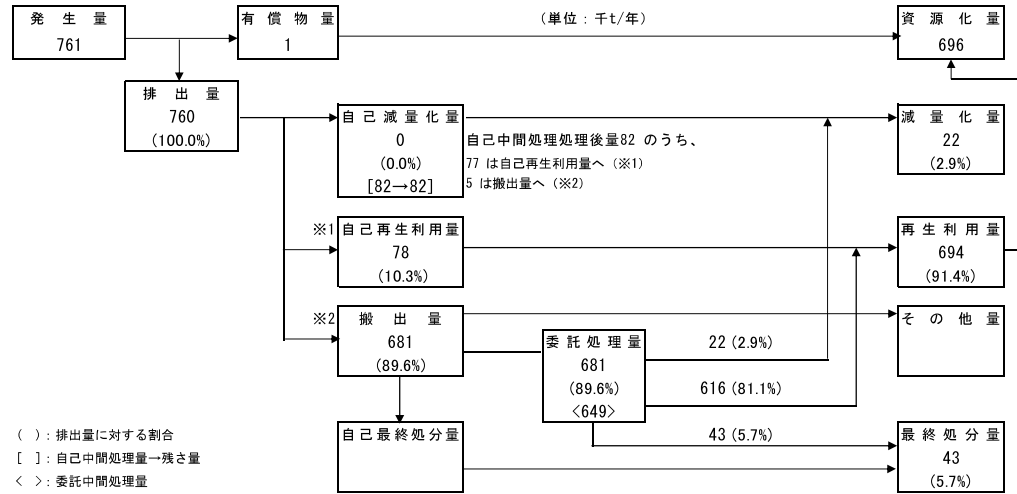 発生量
761
有償物量
1
(単位:千t/年)
資源化量
696
排出量
760
(100.0%)
自己減量化量
0
(0.0%)
[82→82]
自己中間処理処理後量82 のうち、
77 は自己再生利用量へ(※1)
5 は搬出量へ(※2)
減量化量
22
(2.9%)
※1
自己再生利用量
78
(10.3%)
再生利用量
694
(91.4%)
※2
搬出量
681
(89.6%)
委託処理量
681
(89.6%)
<649>
22 (2.9%)
616 (81.1%)
43 (5.7%)
その他量
自己最終処分量
最終処分量
43
(5.7%)
( ):排出量に対する割合
[ ]:自己中間処理量→残さ量
< >:委託中間処理量